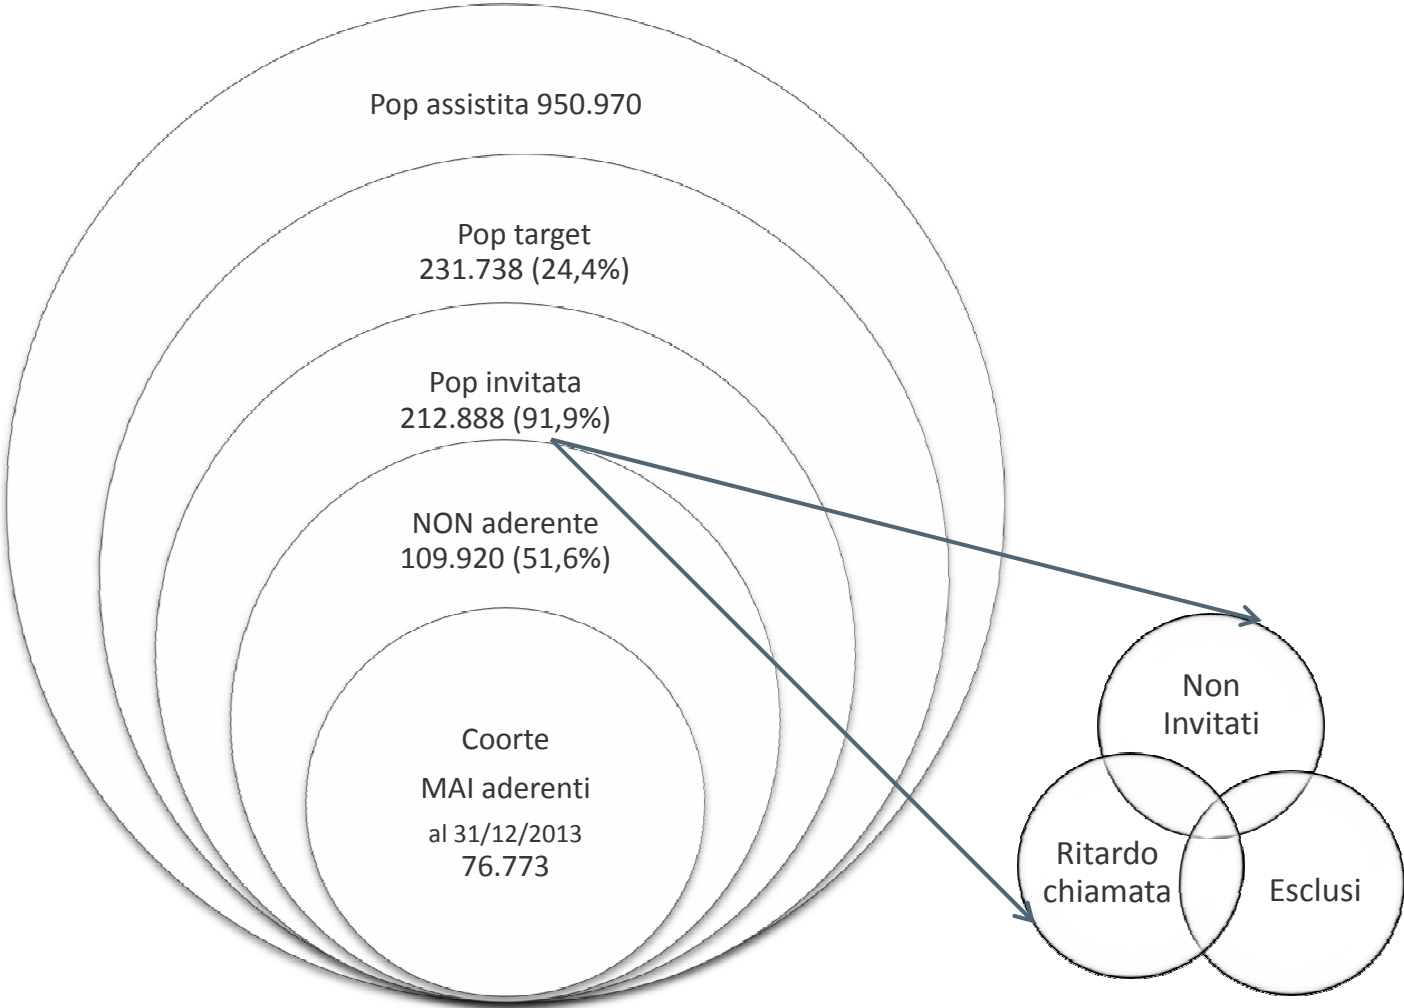 Pop assistita 950.970
Pop target
231.738 (24,4%)
Pop invitata
212.888 (91,9%)
NON aderente
109.920 (51,6%)
Coorte
MAI aderenti
al 31/12/2013
76.773
Non
Invitati
Ritardo
chiamata
Esclusi